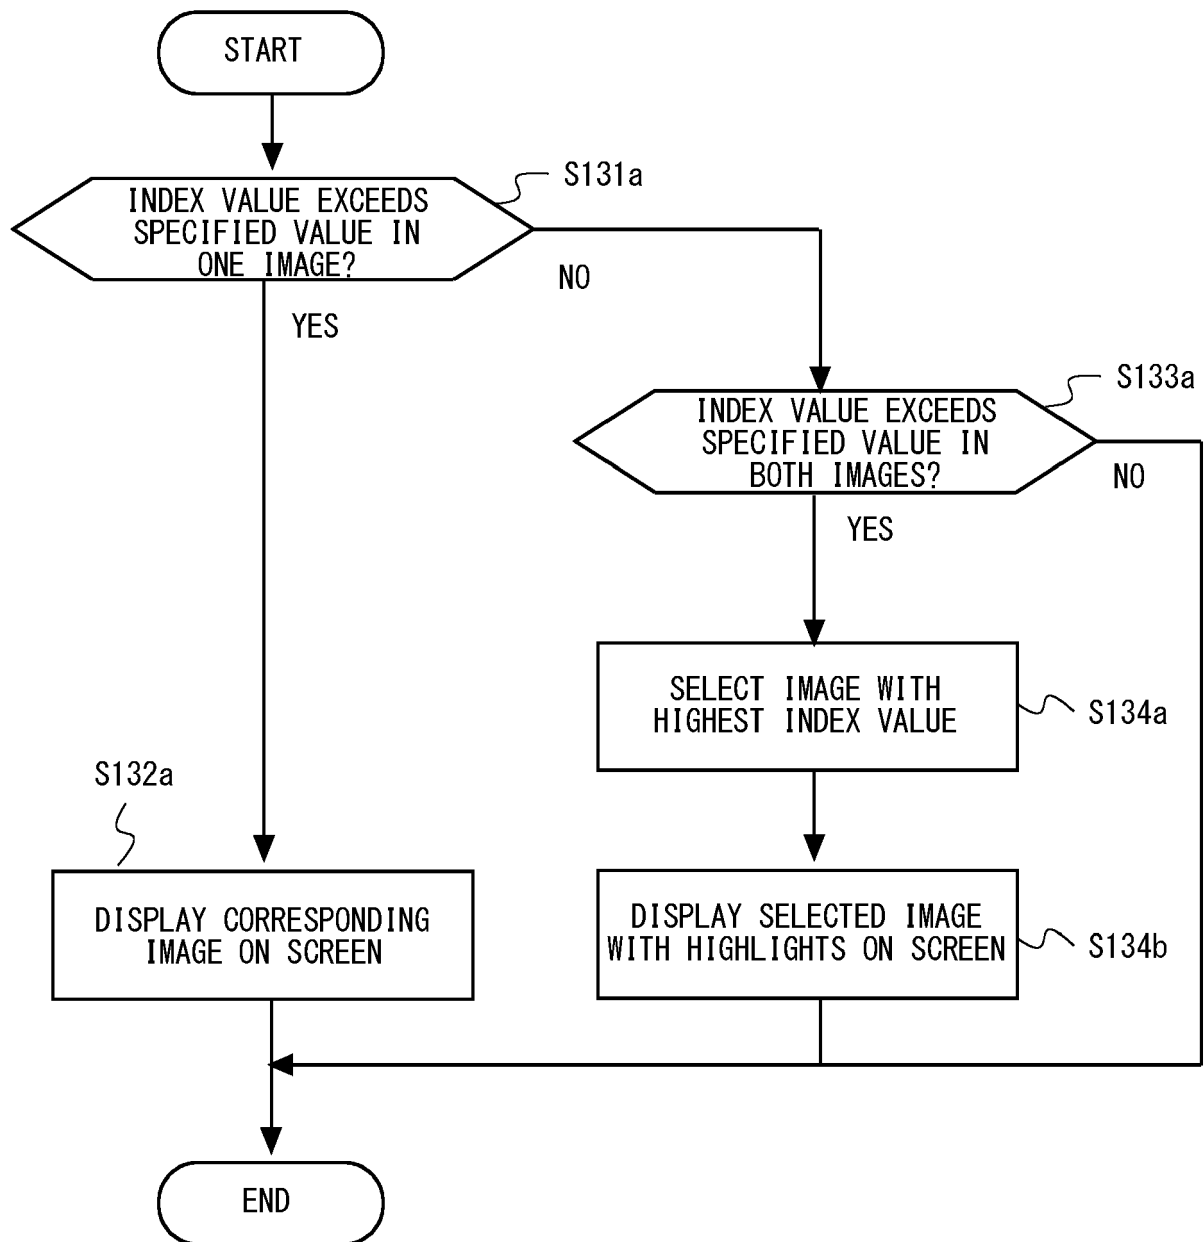 START
S131a
INDEX VALUE EXCEEDS
SPECIFIED VALUE IN
ONE IMAGE?
NO
YES
S133a
INDEX VALUE EXCEEDS
SPECIFIED VALUE IN
BOTH IMAGES?
NO
YES
SELECT IMAGE WITH
HIGHEST INDEX VALUE
S134a
S132a
DISPLAY CORRESPONDING
IMAGE ON SCREEN
DISPLAY SELECTED IMAGE
WITH HIGHLIGHTS ON SCREEN
S134b
END